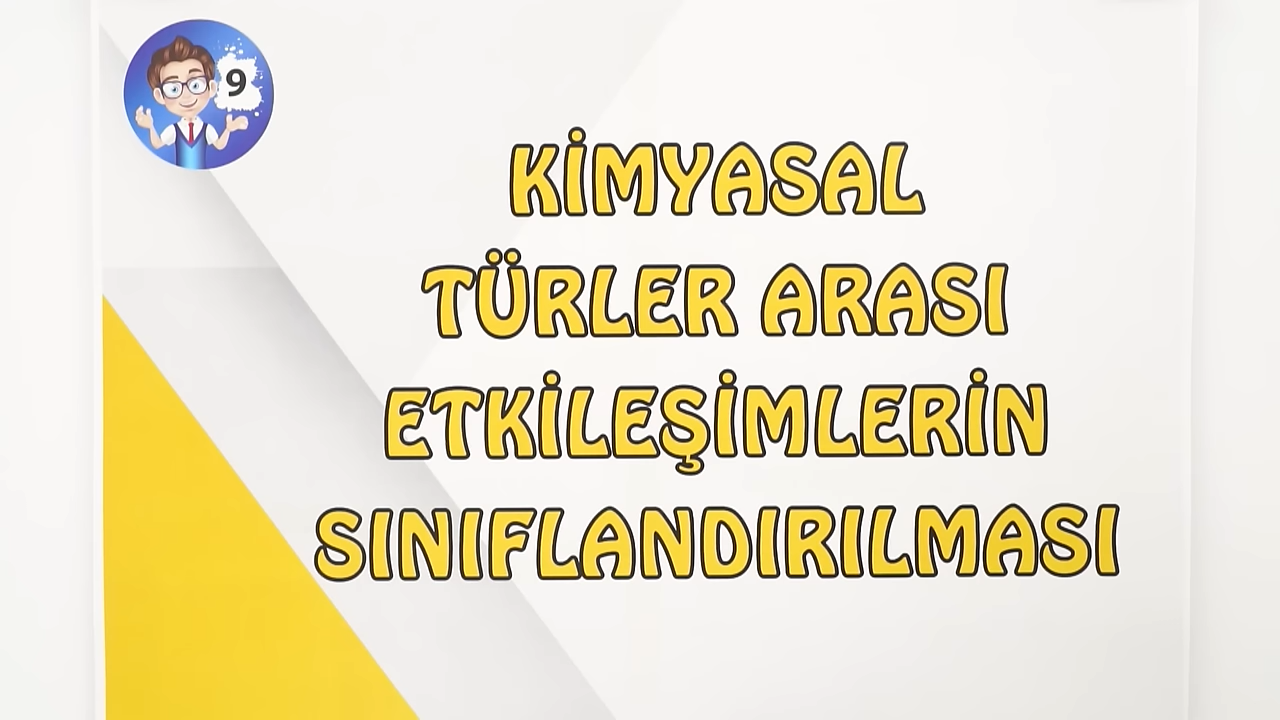 9
KİMYASAL
TÜRLER ARASI
ETKİLEŞİMLERİN
SINIFLANDIRILMASI